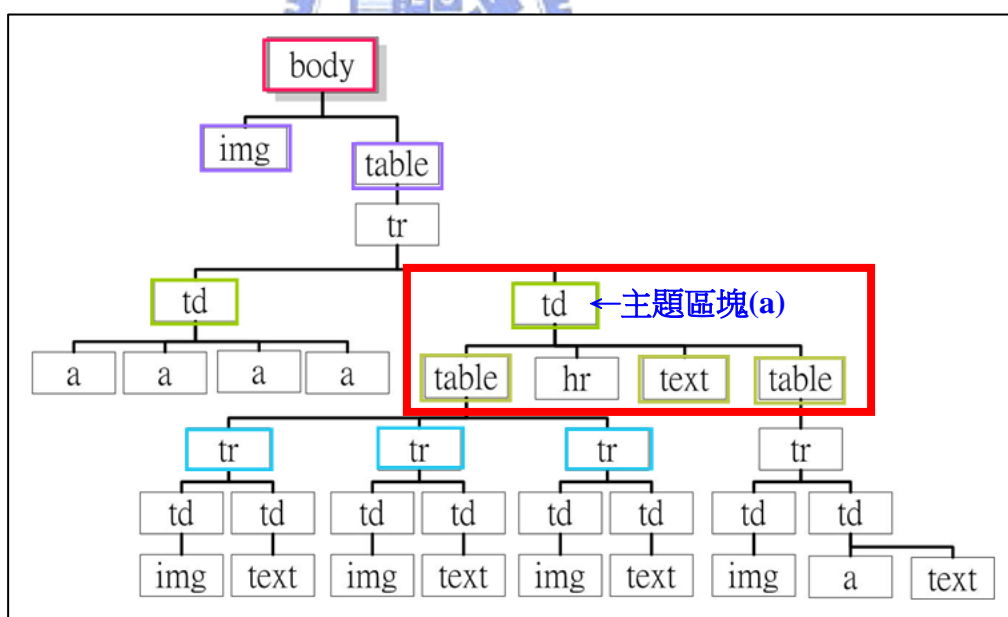 body
img
table
tr
td
td ←主題區塊(a)
a a a a
table hr text table
tr tr tr tr
td td td td td td td td
img text img text img text img a text